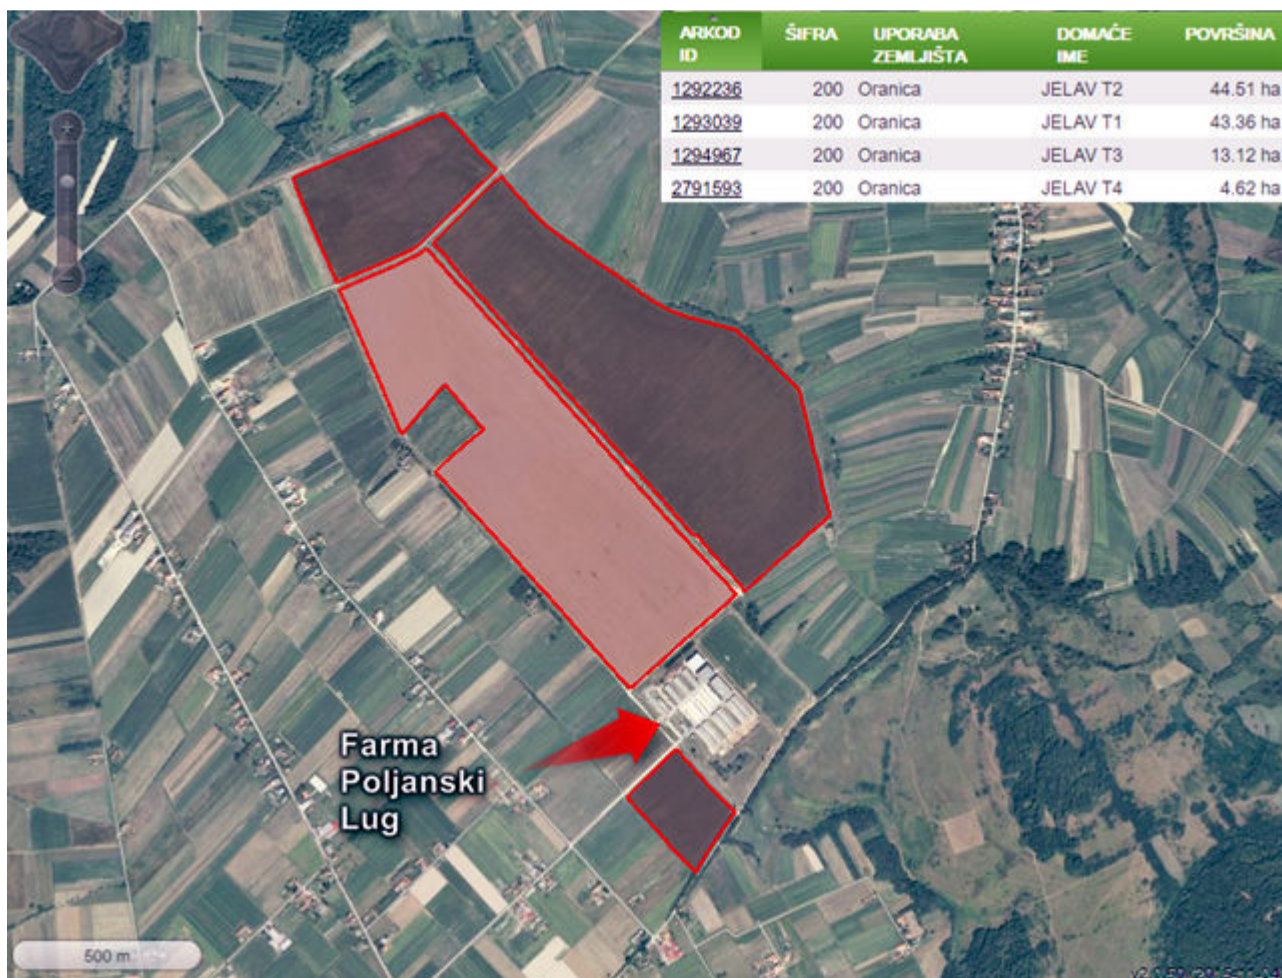 ARKOD ID ŠIFRA UPORABA ZEMLJIŠTA DOMAĆE IME POVRŠINA
1292236 200 Oranica JELAV T2 44.51 ha
1293039 200 Oranica JELAV T1 43.36 ha
1294967 200 Oranica JELAV T3 13.12 ha
2791593 200 Oranica JELAV T4 4.62 ha
Farma
Poljanski
Lug
500 m